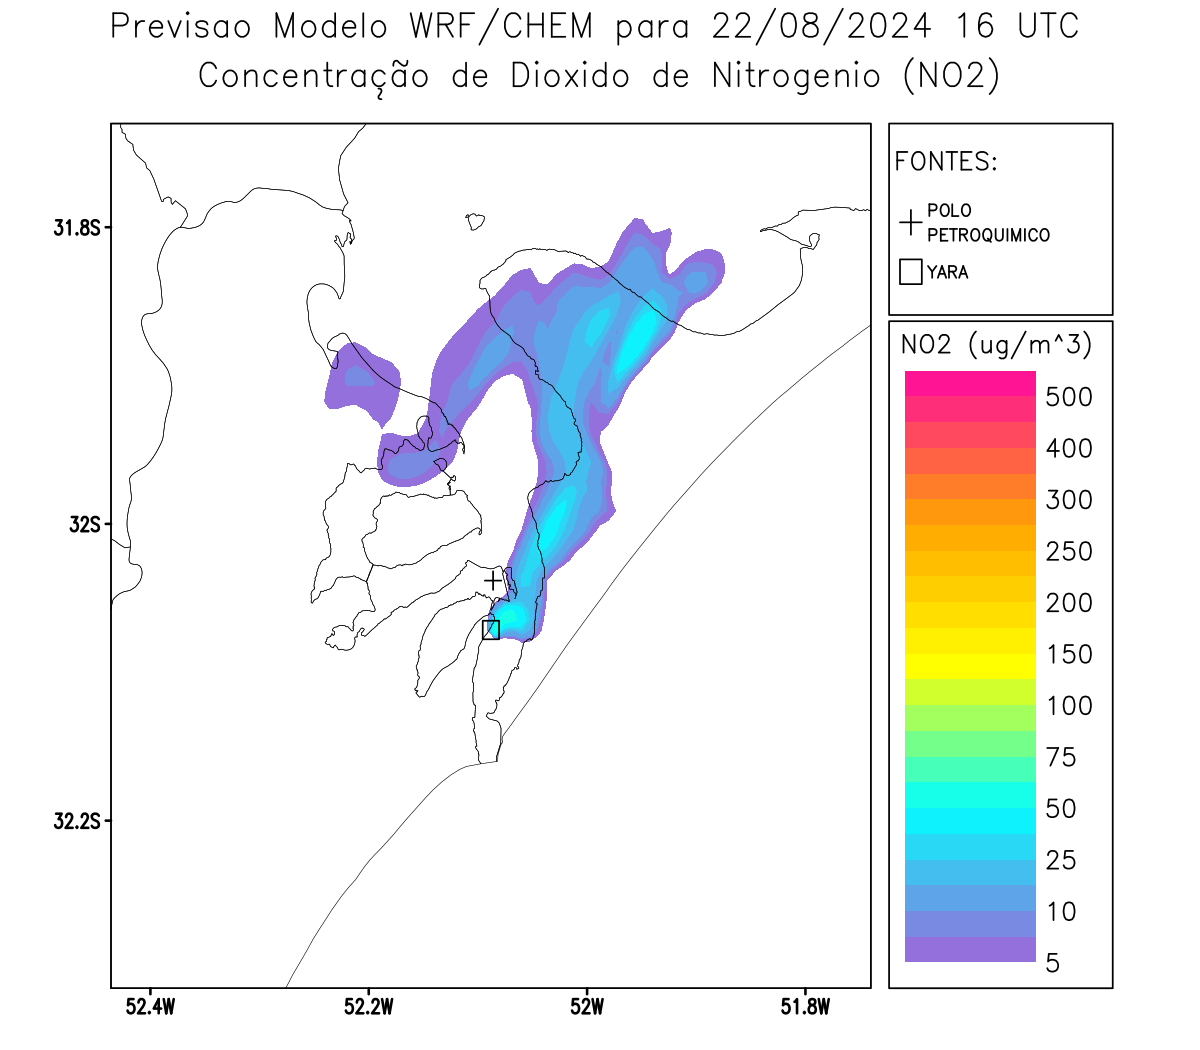 Previsao Modelo WRF/CHEM para 22/08/2024 16 UTC
Concentração de Dioxido de Nitrogenio (NO2)
FONTES:
POLO
PETROQUIMICO
YARA
31.8S
32S
32.2S
52.4W
52.2W
52W
51.8W
NO2 (ug/m^3)
500
400
300
250
200
150
100
75
50
25
10
5